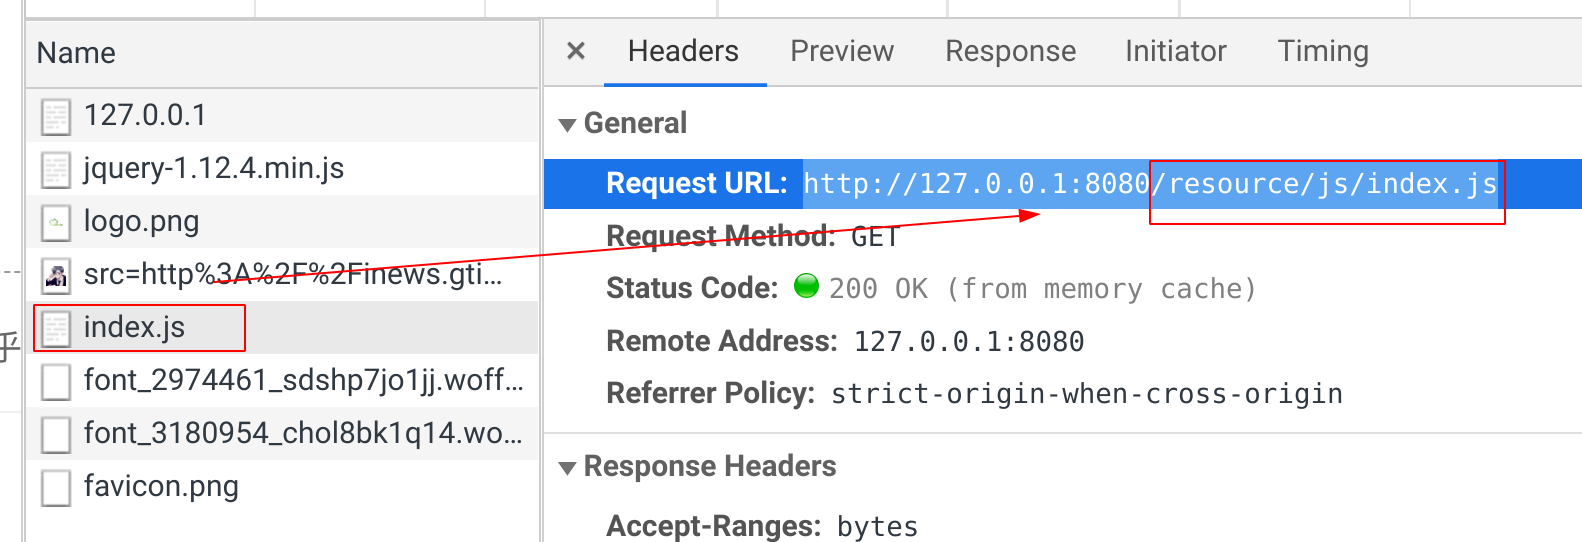 Name
127.0.0.1
jquery-1.12.4.min.js
logo.png
src=http%3A%2F%2Finews.gti...
index.js
font_2974461_sdshp7jo1jj.woff...
font_3180954_chol8bk1q14.wo...
favicon.png
乎
× Headers Preview Response Initiator Timing
General
Request URL: http://127.0.0.1:8080/resource/js/index.js
Request Method: GET
Status Code: 200 OK (from memory cache)
Remote Address: 127.0.0.1:8080
Referrer Policy: strict-origin-when-cross-origin
Response Headers
Accept-Ranges: bytes